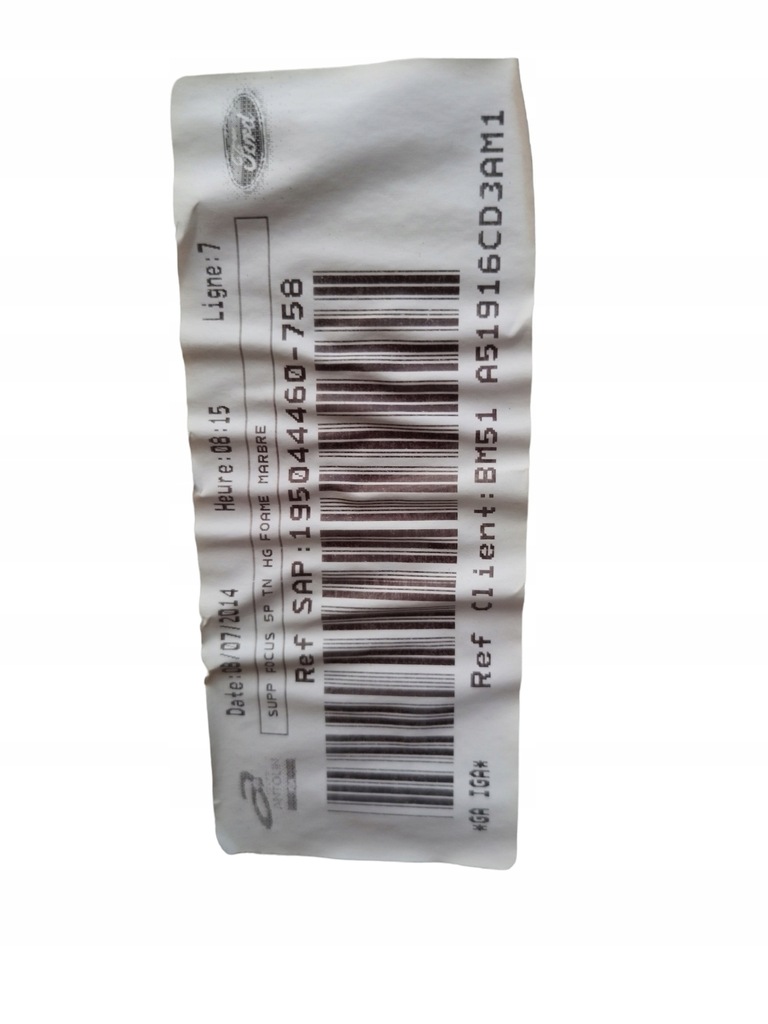 Date:08/07/2014 Heure:08:15 Ligne:7
Ford
ANTOLIN
SUPP FOCUS 5P TN HG FOAME MARBRE
Ref SAP:195044460-758
*GA IGA* Ref Client:BM51 A51916CD3AM1